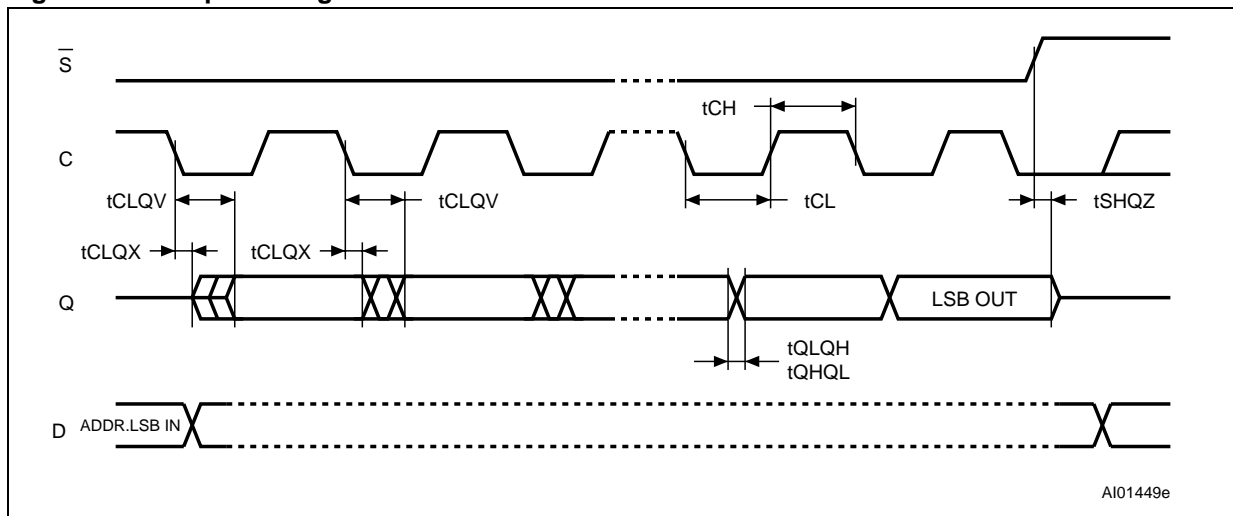 S
tCH
C
tCLQV
tCLQV
tCL
tSHQZ
tCLQX
tCLQX
Q
LSB OUT
tQLQH
tQHQL
D
ADDR.LSB IN
AI01449e